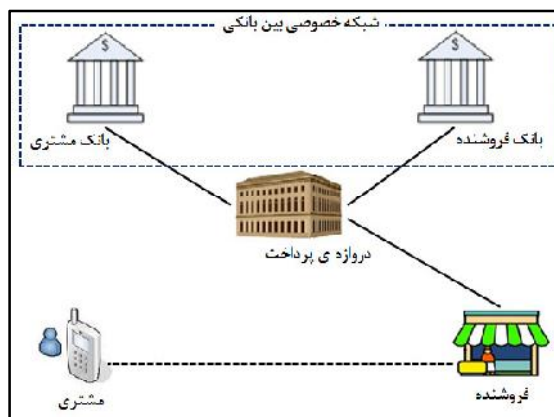 شبکه خصوصی بین بانکی
$
$
بانک فروشنده
بانک مشتری
دروازه ی پرداخت
فروشنده
مشتری